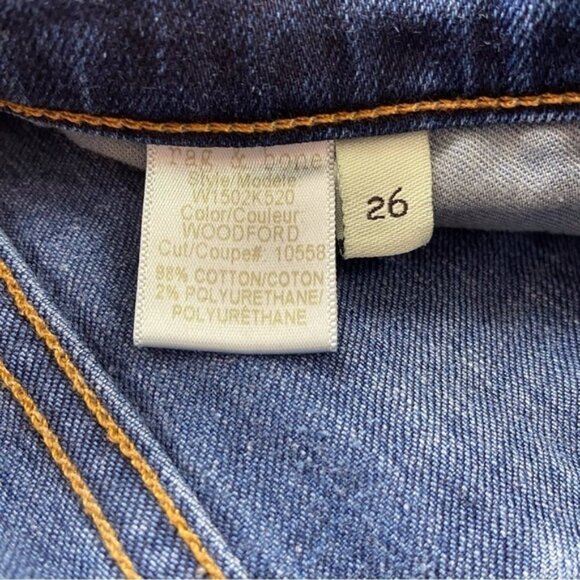 rag & bone
Style/Modele
W1502K520
Color/Couleur
WOODFORD
Cut/Coupe# 10558
98% COTTON/COTON
2% POLYURETHANE/
POLYURÉTHANE
26